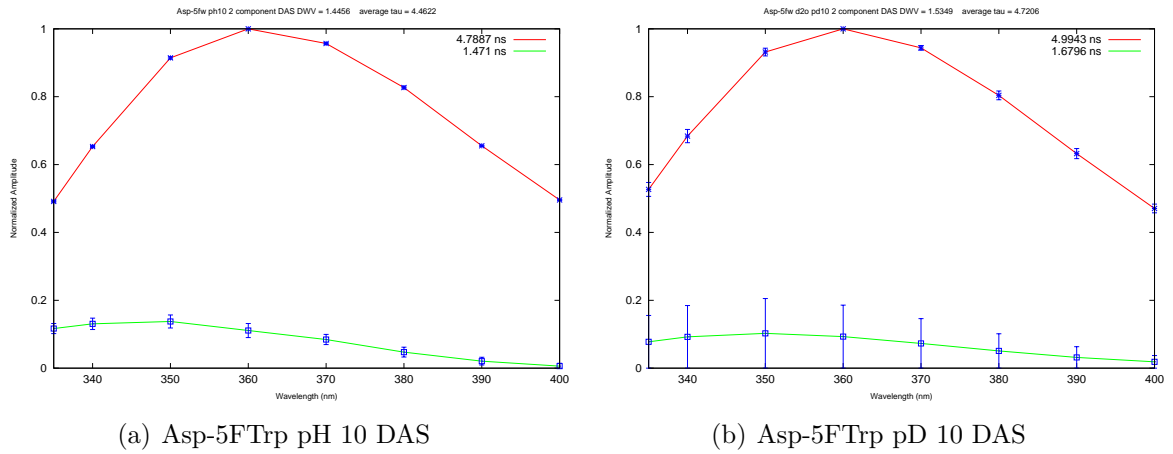 Asp-5fw ph10 2 component DAS DWV = 1.4456 average tau = 4.4622
4.7887 ns
1.471 ns
Normalized Amplitude
1
0.8
0.6
0.4
0.2
0
340 350 360 370 380 390 400
Wavelength (nm)
(a) Asp-5FTrp pH 10 DAS
Asp-5fw d2o pd10 2 component DAS DWV = 1.5349 average tau = 4.7206
4.9943 ns
1.6796 ns
Normalized Amplitude
1
0.8
0.6
0.4
0.2
0
340 350 360 370 380 390 400
Wavelength (nm)
(b) Asp-5FTrp pD 10 DAS